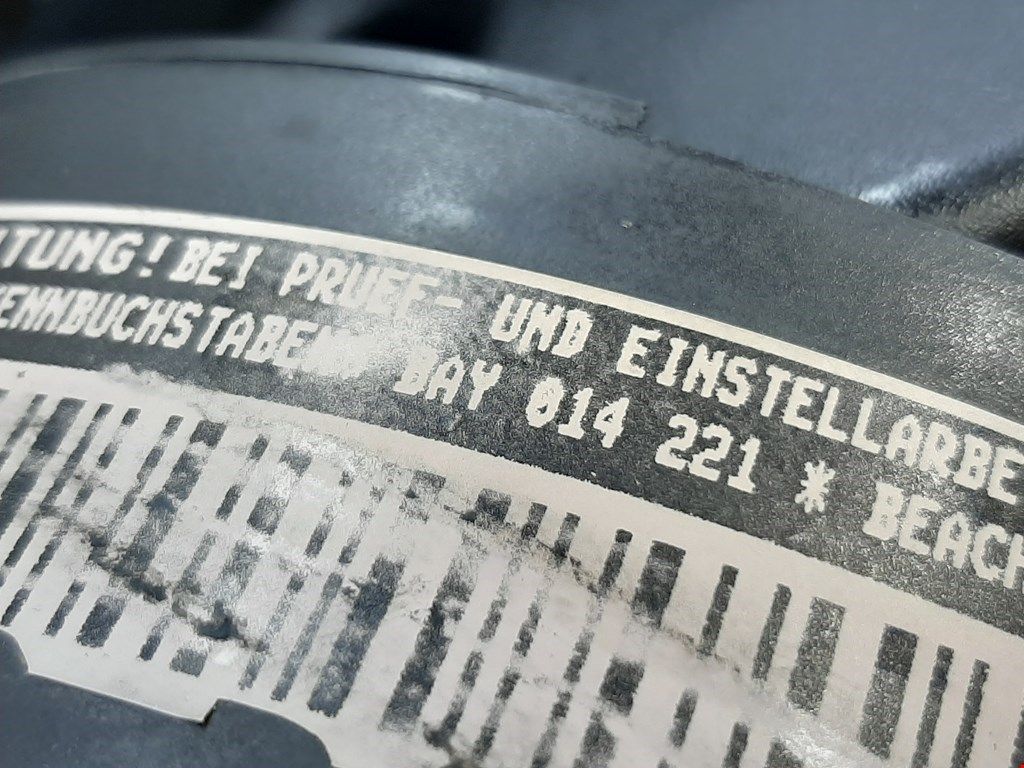 TUNG! BEI PRUEF- UND EINSTELLARBE
ENNBUCHSTABEN BAY 014 221 * BEACH